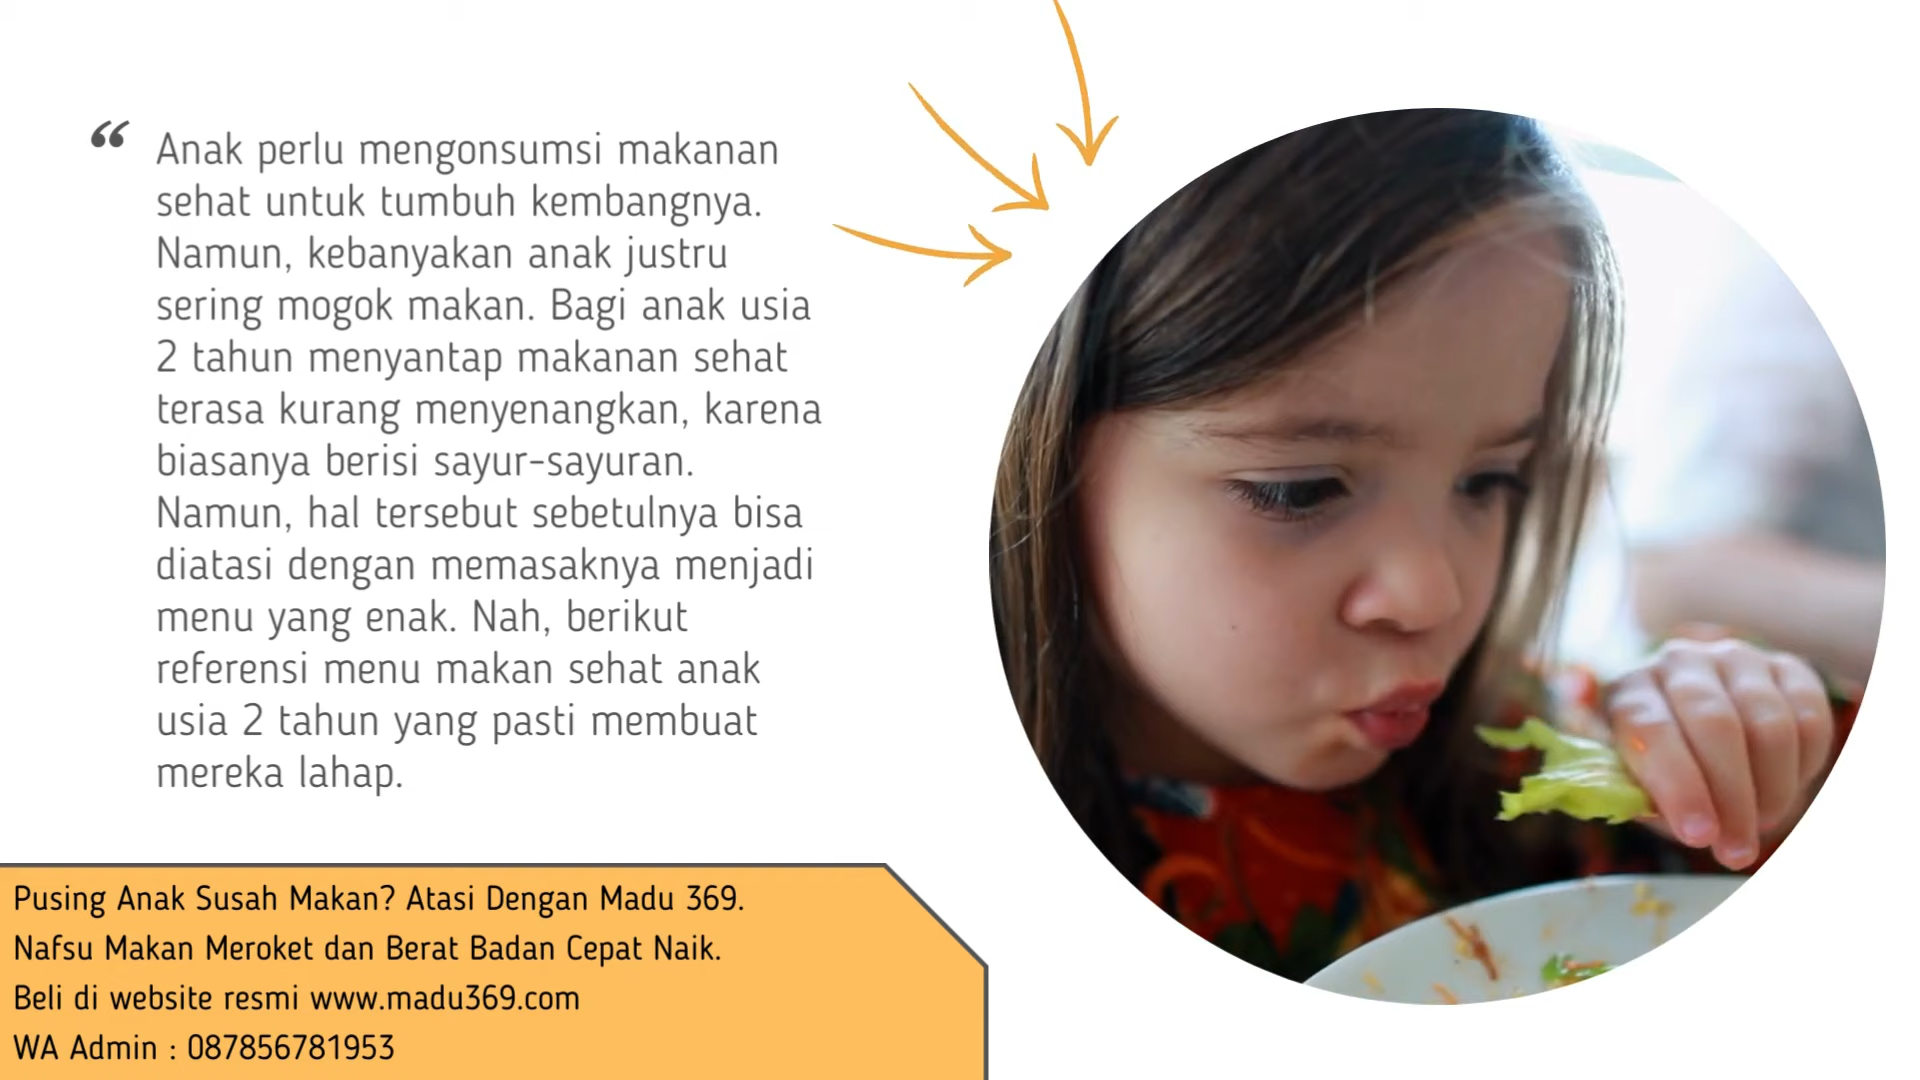 “ Anak perlu mengonsumsi makanan
sehat untuk tumbuh kembangnya.
Namun, kebanyakan anak justru
sering mogok makan. Bagi anak usia
2 tahun menyantap makanan sehat
terasa kurang menyenangkan, karena
biasanya berisi sayur-sayuran.
Namun, hal tersebut sebetulnya bisa
diatasi dengan memasaknya menjadi
menu yang enak. Nah, berikut
referensi menu makan sehat anak
usia 2 tahun yang pasti membuat
mereka lahap.
Pusing Anak Susah Makan? Atasi Dengan Madu 369.
Nafsu Makan Meroket dan Berat Badan Cepat Naik.
Beli di website resmi www.madu369.com
WA Admin : 087856781953